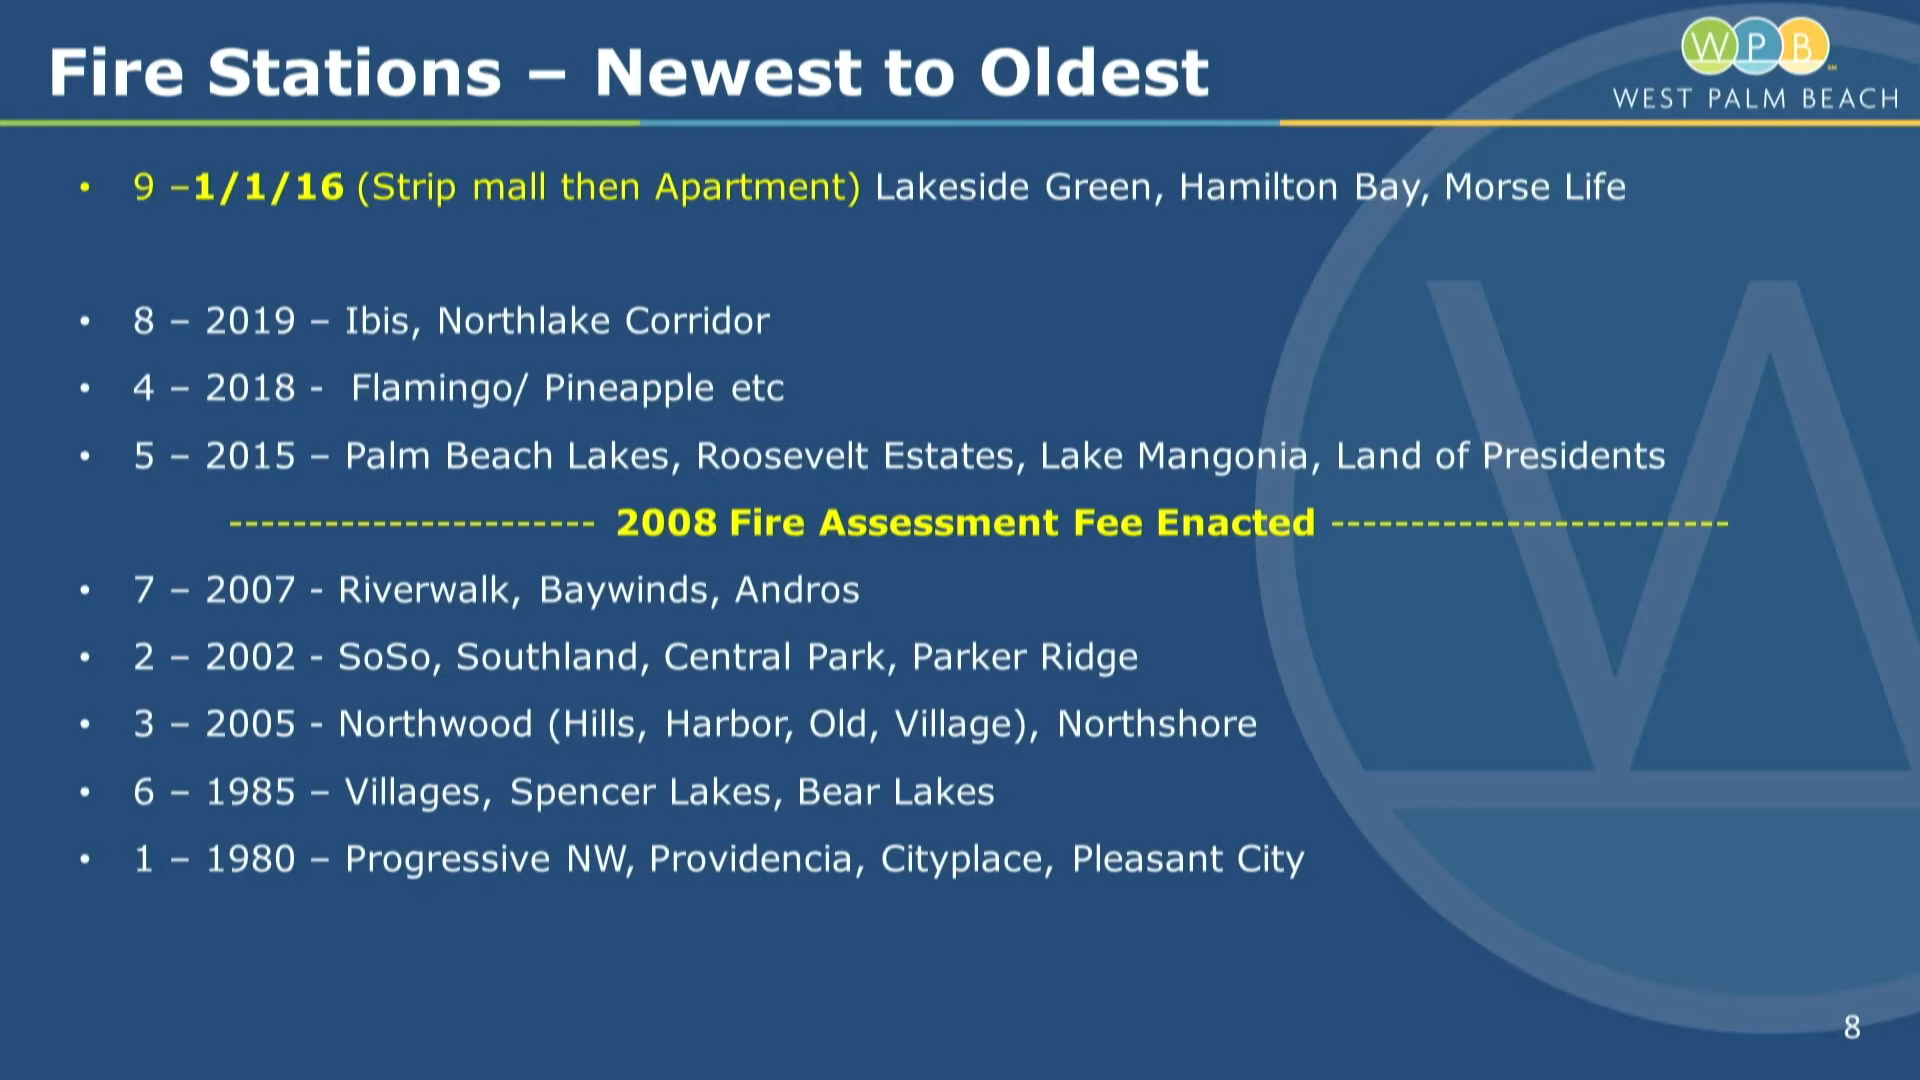 Fire Stations – Newest to Oldest
WPB
WEST PALM BEACH
• 9 –1/1/16 (Strip mall then Apartment) Lakeside Green, Hamilton Bay, Morse Life
• 8 – 2019 – Ibis, Northlake Corridor
• 4 – 2018 - Flamingo/ Pineapple etc
• 5 – 2015 – Palm Beach Lakes, Roosevelt Estates, Lake Mangonia, Land of Presidents
----------------------- 2008 Fire Assessment Fee Enacted -------------------------
• 7 – 2007 - Riverwalk, Baywinds, Andros
• 2 – 2002 - SoSo, Southland, Central Park, Parker Ridge
• 3 – 2005 - Northwood (Hills, Harbor, Old, Village), Northshore
• 6 – 1985 – Villages, Spencer Lakes, Bear Lakes
• 1 – 1980 – Progressive NW, Providencia, Cityplace, Pleasant City
8